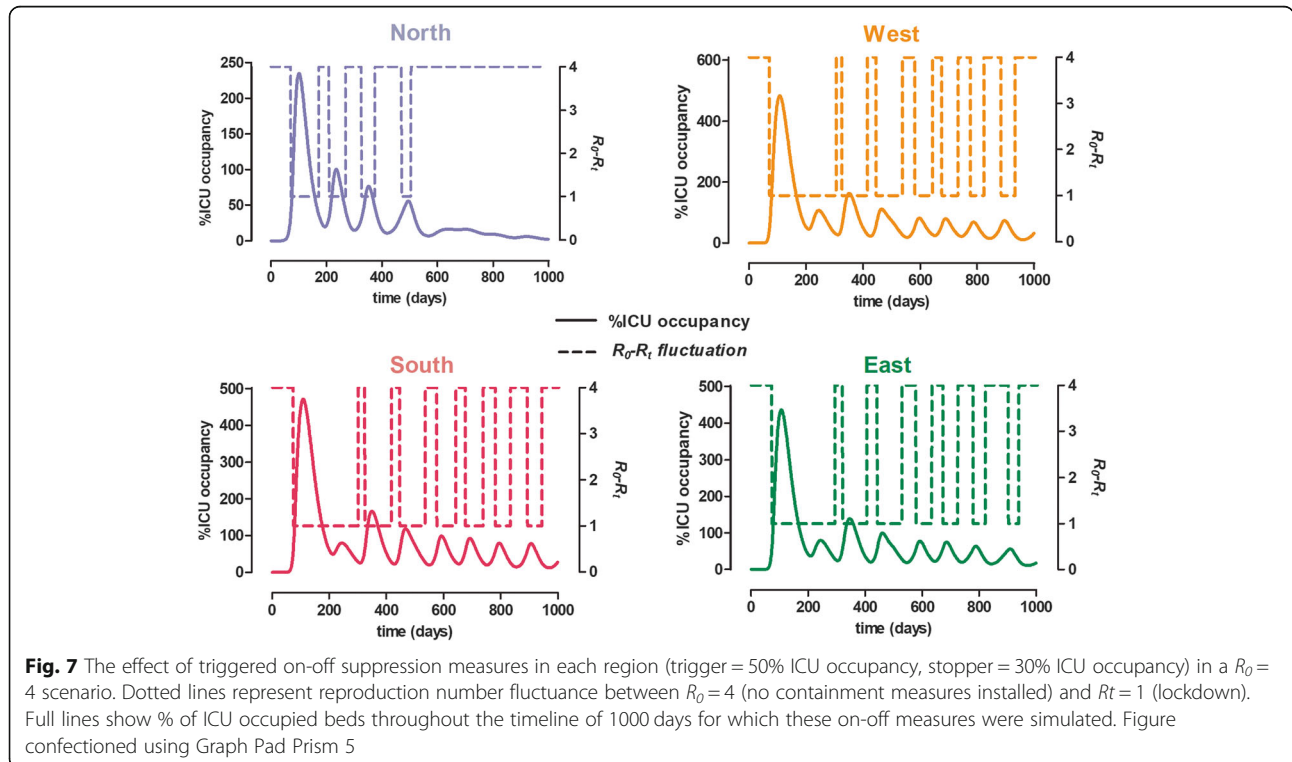 North
250
200
150
100
50
0
%ICU occupancy
4
3
2
1
0
R0-Rt
0 200 400 600 800 1000
time (days)
West
600
400
200
0
%ICU occupancy
4
3
2
1
0
R0-Rt
0 200 400 600 800 1000
time (days)
%ICU occupancy
R0-Rt fluctuation
South
500
400
300
200
100
0
%ICU occupancy
4
3
2
1
0
R0-Rt
0 200 400 600 800 1000
time (days)
East
500
400
300
200
100
0
%ICU occupancy
4
3
2
1
0
R0-Rt
0 200 400 600 800 1000
time (days)
Fig. 7 The effect of triggered on-off suppression measures in each region (trigger = 50% ICU occupancy, stopper = 30% ICU occupancy) in a R0 =
4 scenario. Dotted lines represent reproduction number fluctuance between R0 = 4 (no containment measures installed) and Rt = 1 (lockdown).
Full lines show % of ICU occupied beds throughout the timeline of 1000 days for which these on-off measures were simulated. Figure
confectioned using Graph Pad Prism 5